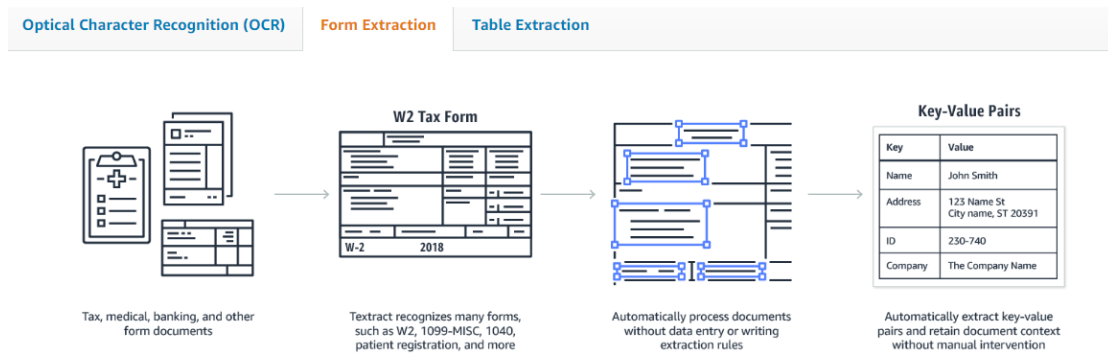 Optical Character Recognition (OCR)
Form Extraction
Table Extraction
W2 Tax Form
W-2 2018
Key-Value Pairs
Key Value
Name John Smith
Address 123 Name St
City name, ST 20391
ID 230-740
Company The Company Name
Tax, medical, banking, and other
form documents
Textract recognizes many forms,
such as W2, 1099-MISC, 1040,
patient registration, and more
Automatically process documents
without data entry or writing
extraction rules
Automatically extract key-value
pairs and retain document context
without manual intervention